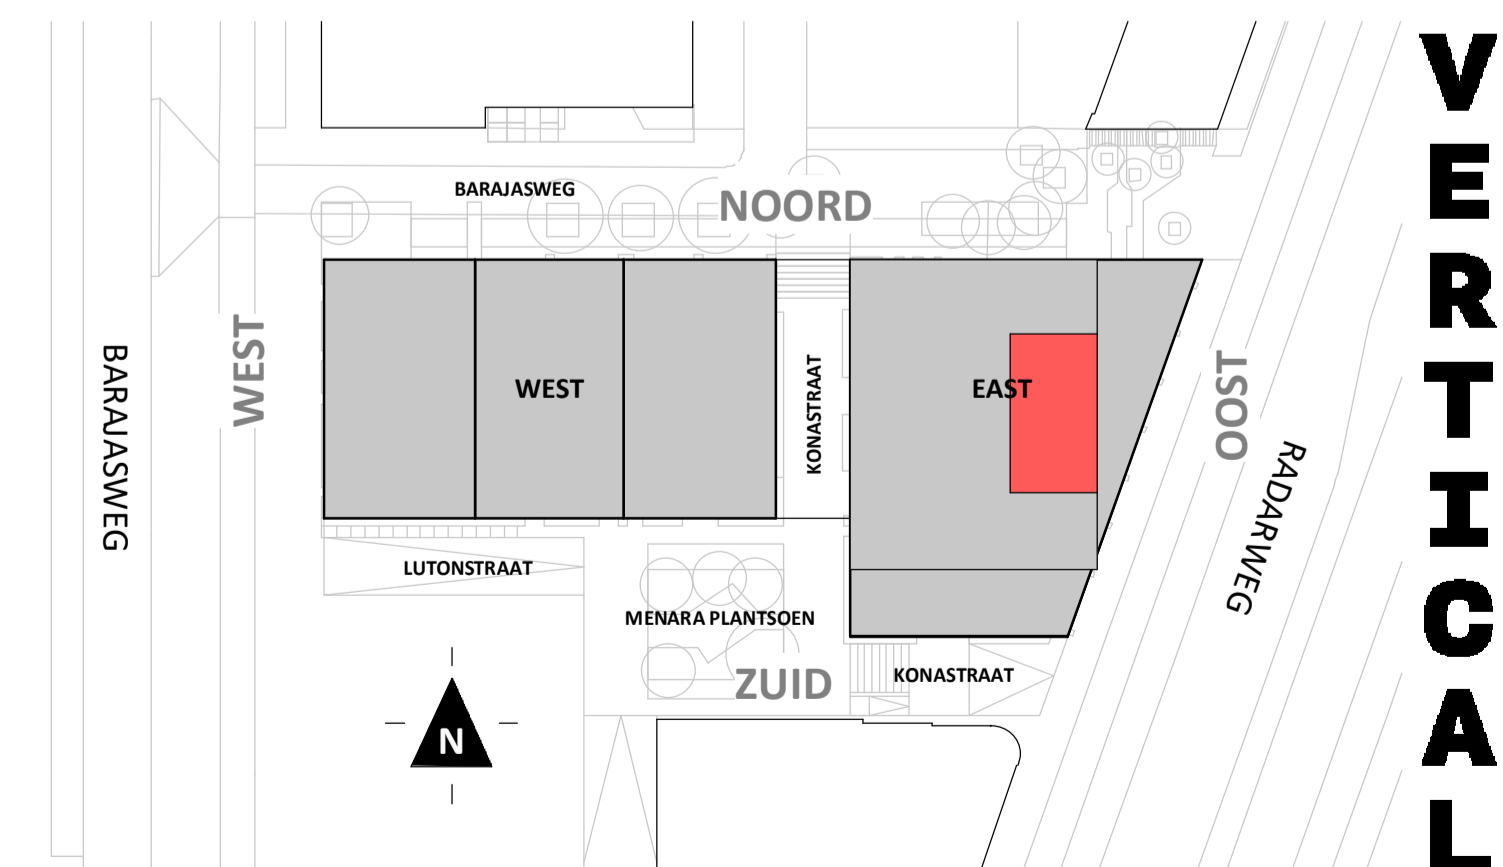 BARAJASWEG
NOORD
WEST
BARAJASWEG
WEST
KONASTRAAT
EAST
OOST
RADARWEG
LUTONSTRAAT
MENARA PLANTSOEN
ZUID
KONASTRAAT
N
VERTICAL